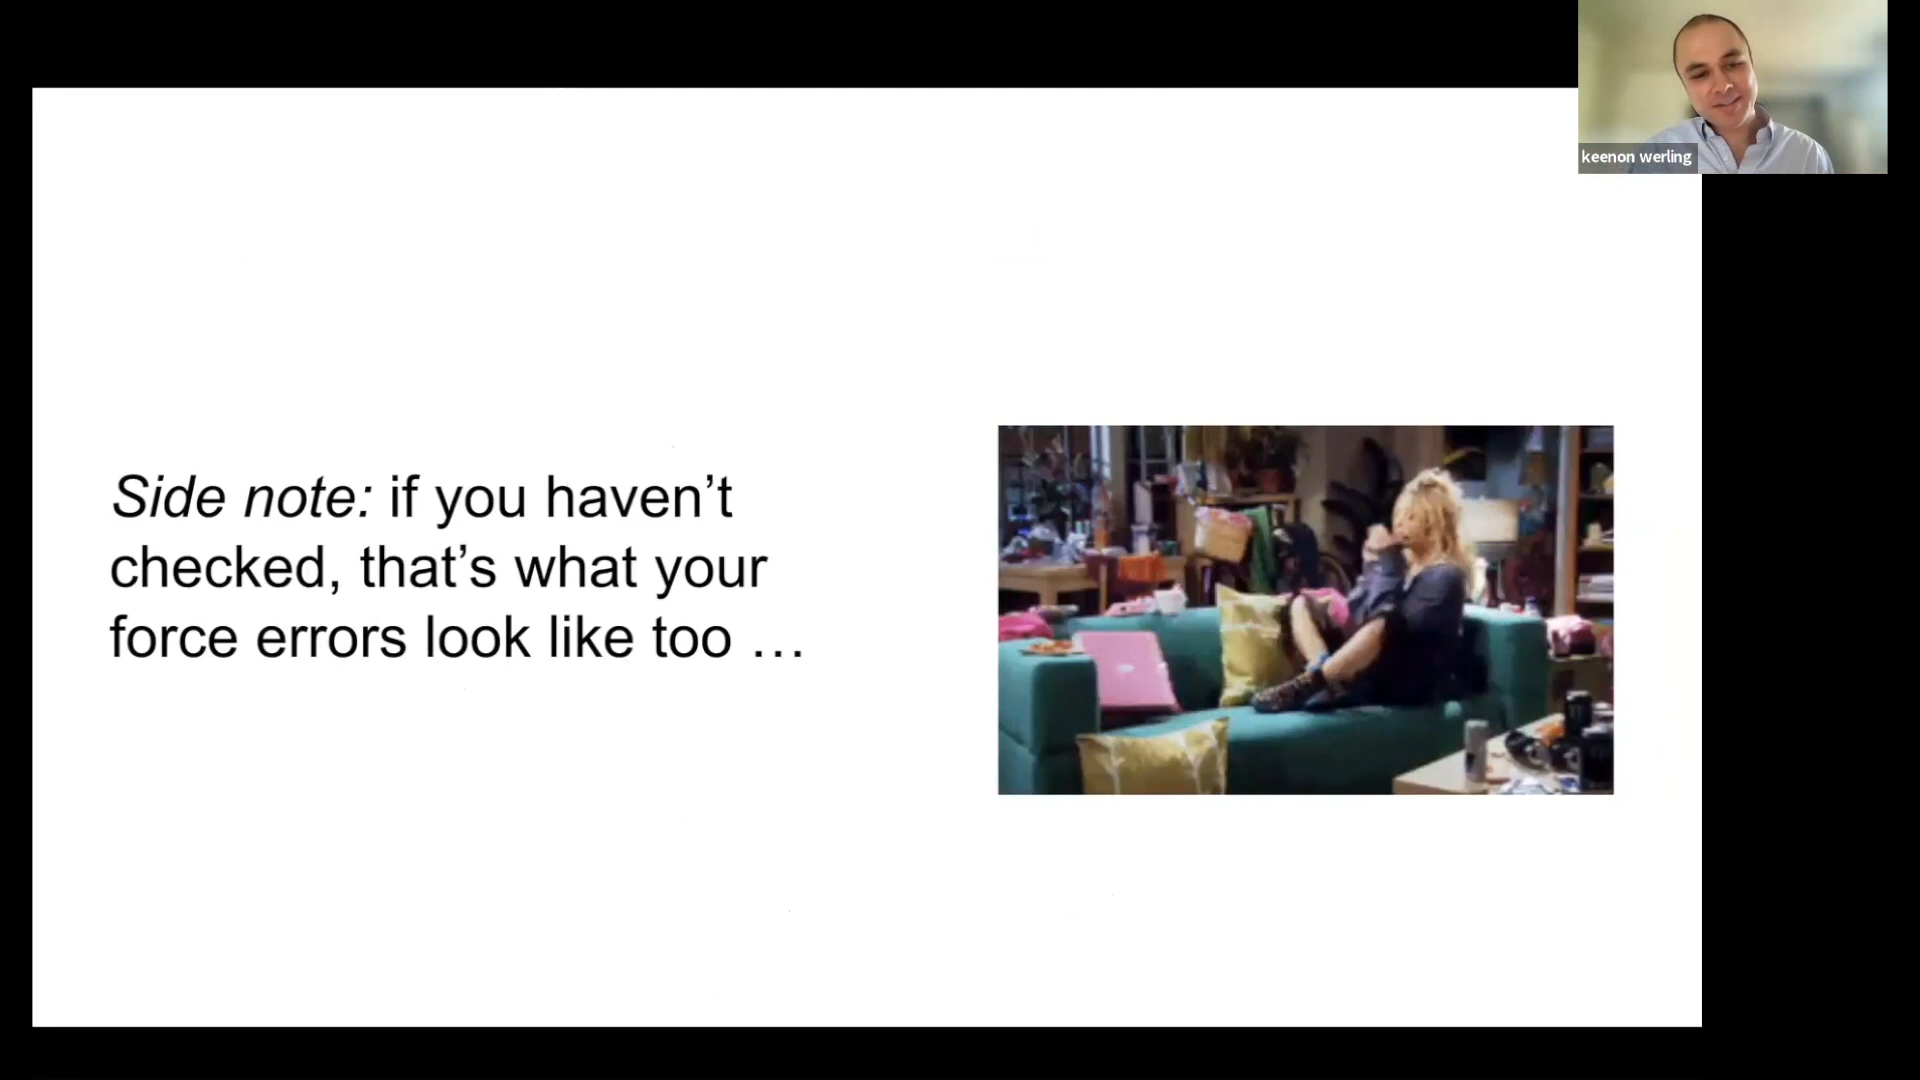 keenon werling
Side note: if you haven’t
checked, that’s what your
force errors look like too …